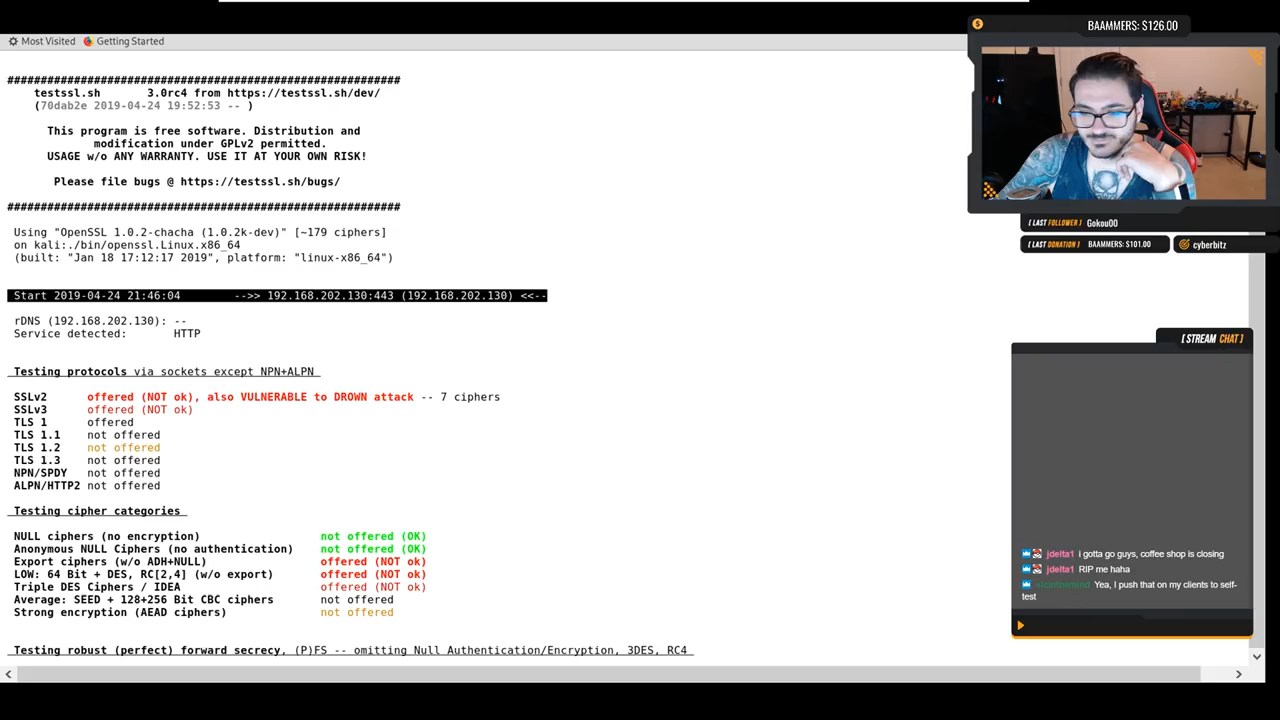 BAAMMERS: $126.00
Most Visited Getting Started
###########################################################
testssl.sh 3.0rc4 from https://testssl.sh/dev/
(70dab2e 2019-04-24 19:52:53 -- )
This program is free software. Distribution and
modification under GPLv2 permitted.
USAGE w/o ANY WARRANTY. USE IT AT YOUR OWN RISK!
Please file bugs @ https://testssl.sh/bugs/
###########################################################
Using "OpenSSL 1.0.2-chacha (1.0.2k-dev)" [~179 ciphers]
on kali:./bin/openssl.Linux.x86_64
(built: "Jan 18 17:12:17 2019", platform: "linux-x86_64")
Start 2019-04-24 21:46:04 -->> 192.168.202.130:443 (192.168.202.130) <<--
rDNS (192.168.202.130): --
Service detected: HTTP
Testing protocols via sockets except NPN+ALPN
SSLv2 offered (NOT ok), also VULNERABLE to DROWN attack -- 7 ciphers
SSLv3 offered (NOT ok)
TLS 1 offered
TLS 1.1 not offered
TLS 1.2 not offered
TLS 1.3 not offered
NPN/SPDY not offered
ALPN/HTTP2 not offered
Testing cipher categories
NULL ciphers (no encryption) not offered (OK)
Anonymous NULL Ciphers (no authentication) not offered (OK)
Export ciphers (w/o ADH+NULL) offered (NOT ok)
LOW: 64 Bit + DES, RC[2,4] (w/o export) offered (NOT ok)
Triple DES Ciphers / IDEA offered (NOT ok)
Average: SEED + 128+256 Bit CBC ciphers not offered
Strong encryption (AEAD ciphers) not offered
Testing robust (perfect) forward secrecy, (P)FS -- omitting Null Authentication/Encryption, 3DES, RC4
[ LAST FOLLOWER ] Gokou00
[ LAST DONATION ] BAAMMERS: $101.00 cyberbitz
[ STREAM CHAT ]
jdelta1 i gotta go guys, coffee shop is closing
jdelta1 RIP me haha
Yea, I push that on my clients to self-
test